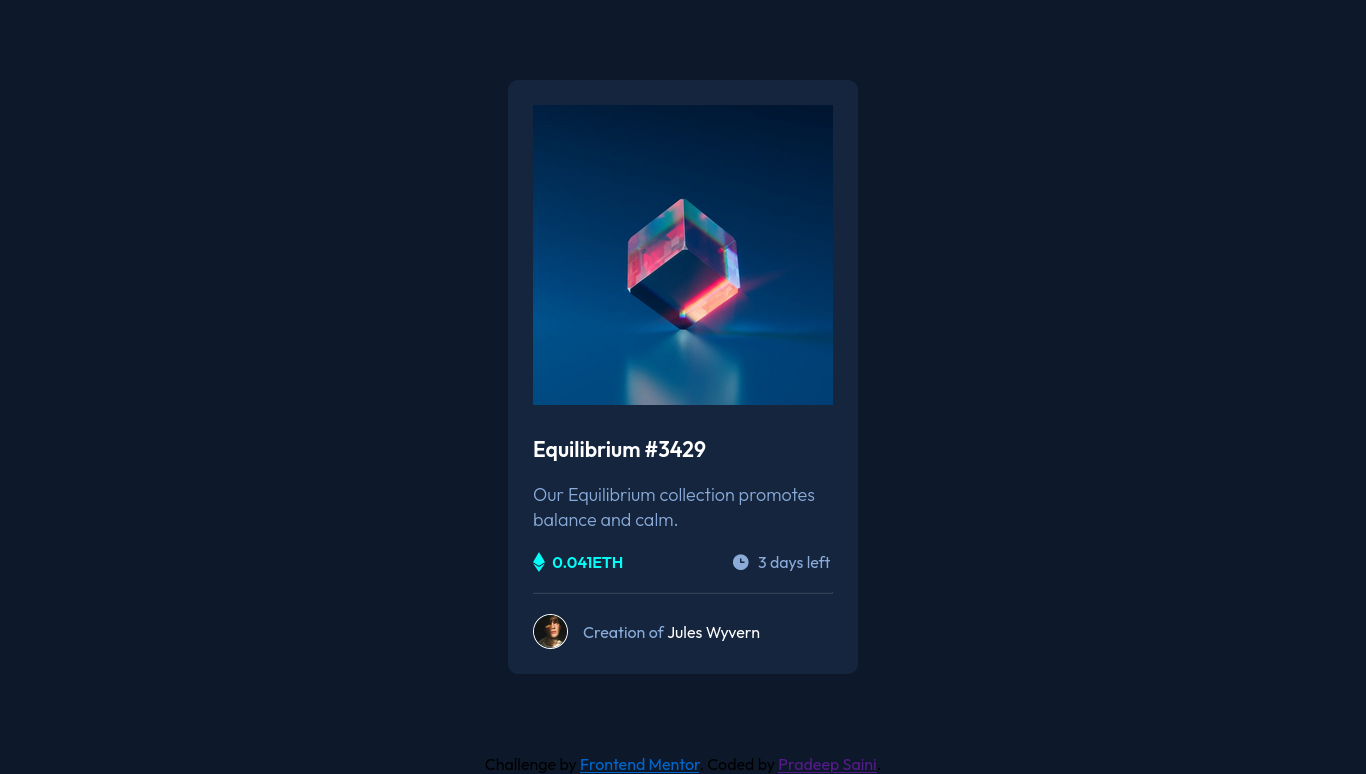 Equilibrium #3429
Our Equilibrium collection promotes
balance and calm.
0.041ETH
3 days left
Creation of Jules Wyvern
Challenge by Frontend Mentor. Coded by Pradeep Saini.